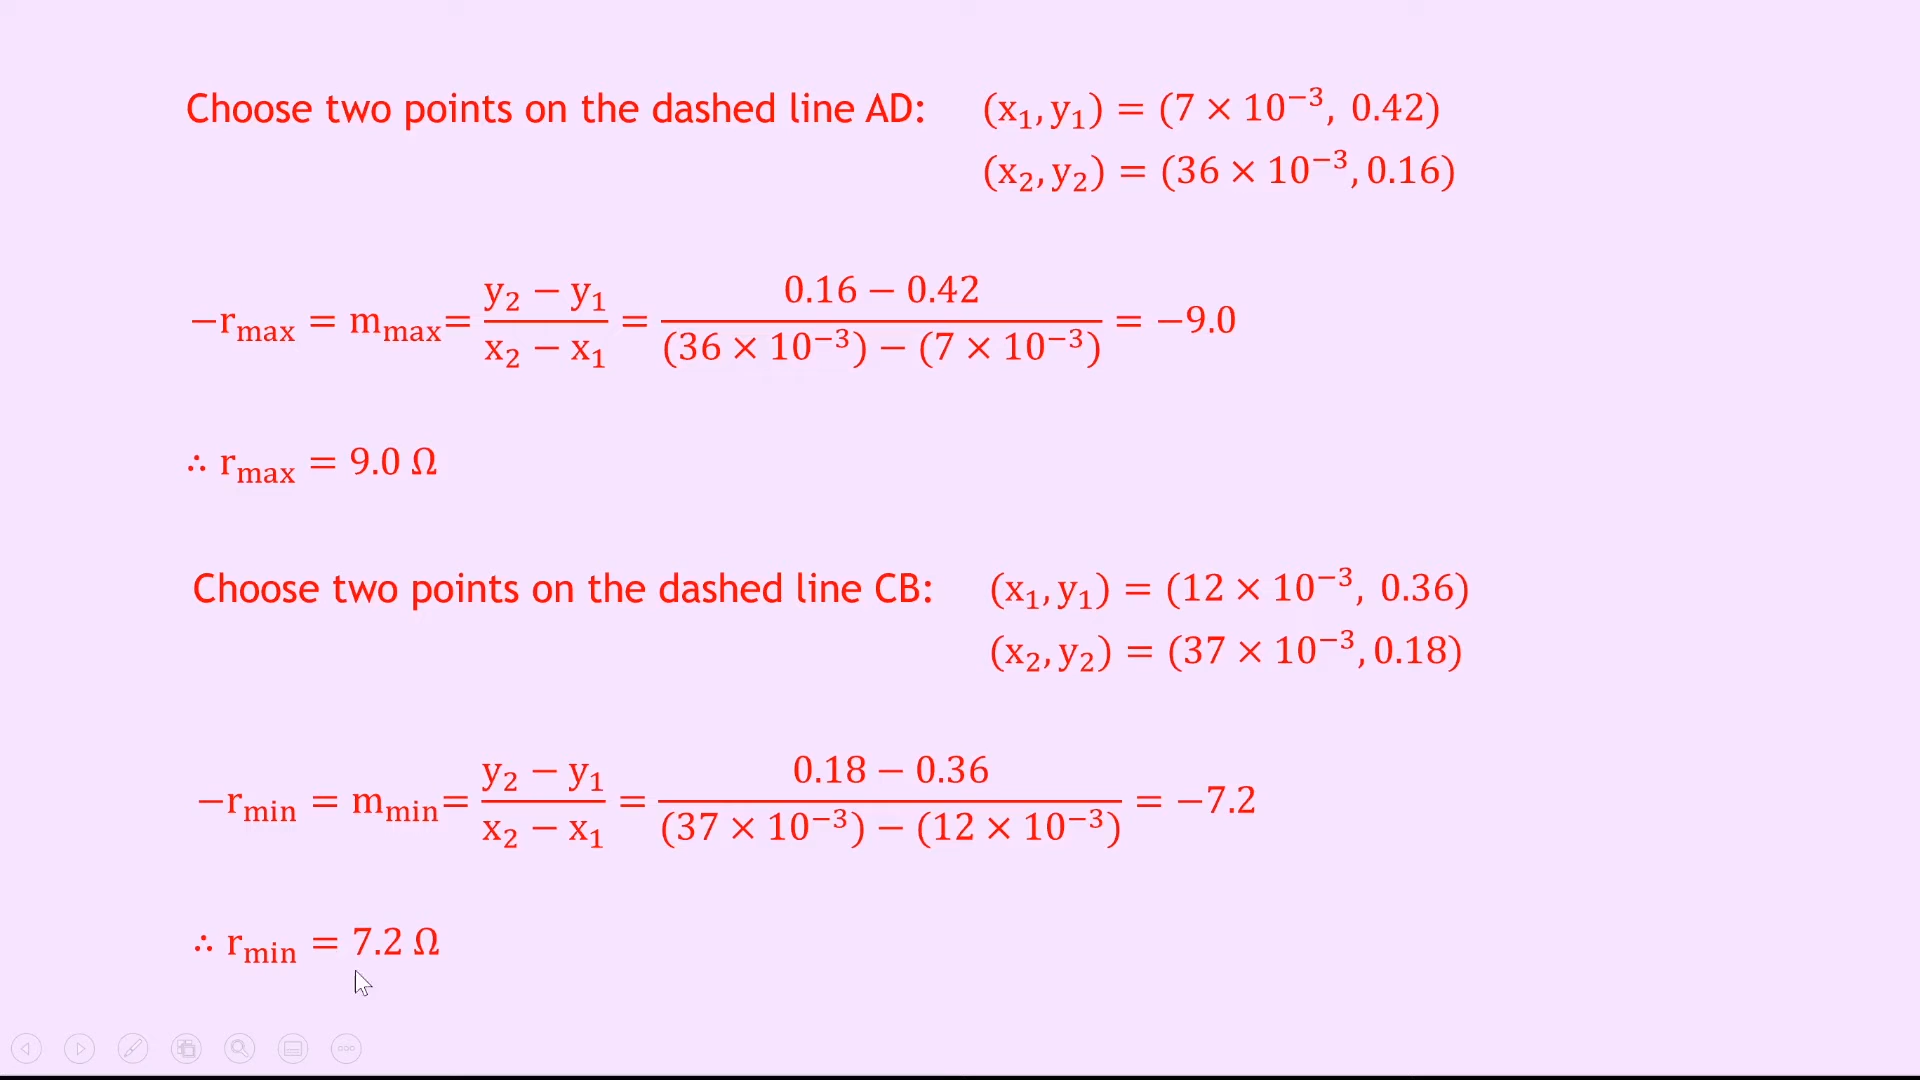 Choose two points on the dashed line AD: (x₁, y₁) = (7 × 10⁻³, 0.42)
(x₂, y₂) = (36 × 10⁻³, 0.16)
−r_max = m_max= (y₂ − y₁)/(x₂ − x₁) = (0.16 − 0.42)/((36 × 10⁻³) − (7 × 10⁻³)) = −9.0
∴ r_max = 9.0 Ω
Choose two points on the dashed line CB: (x₁, y₁) = (12 × 10⁻³, 0.36)
(x₂, y₂) = (37 × 10⁻³, 0.18)
−r_min = m_min= (y₂ − y₁)/(x₂ − x₁) = (0.18 − 0.36)/((37 × 10⁻³) − (12 × 10⁻³)) = −7.2
∴ r_min = 7.2 Ω